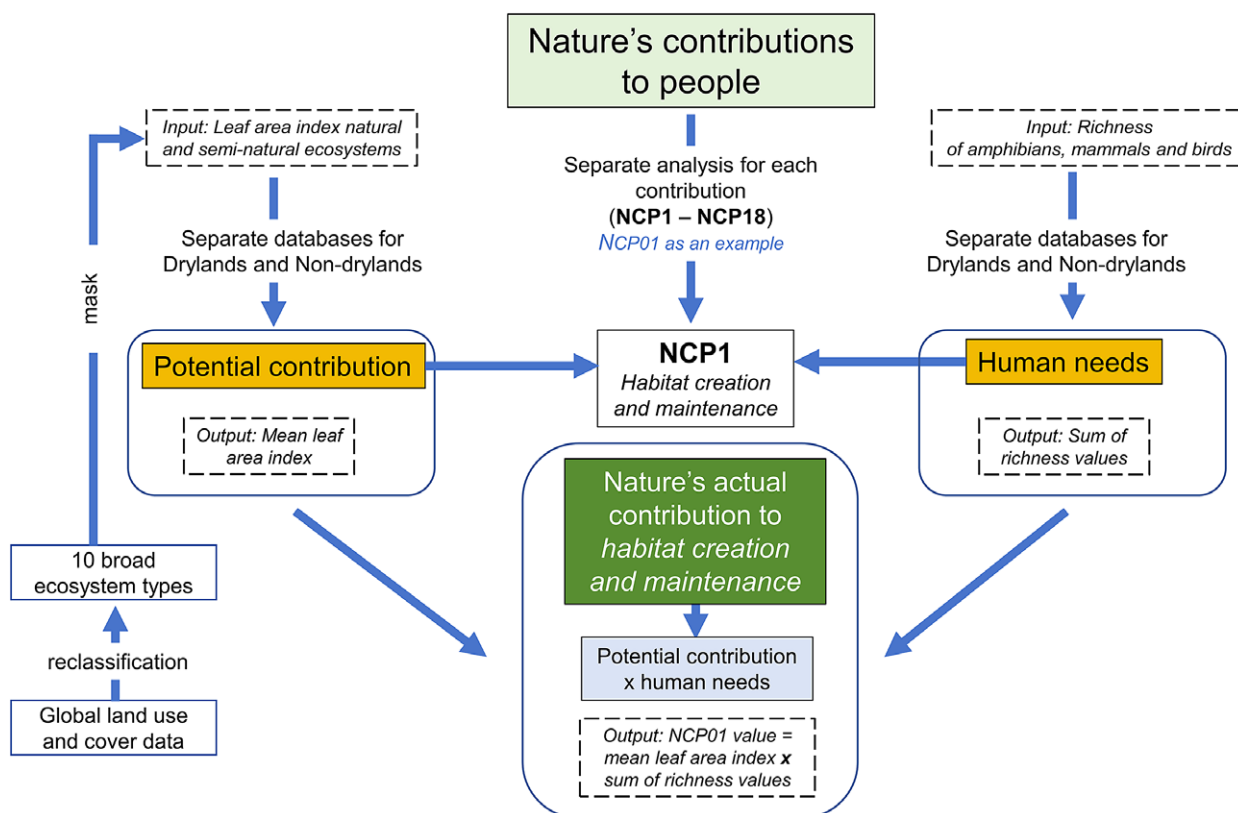 Nature's contributions
to people
Input: Leaf area index natural
and semi-natural ecosystems
Separate analysis for each
contribution
(NCP1 – NCP18)
NCP01 as an example
Input: Richness
of amphibians, mammals and birds
Separate databases for
Drylands and Non-drylands
Separate databases for
Drylands and Non-drylands
mask
Potential contribution
NCP1
Habitat creation
and maintenance
Human needs
Output: Mean leaf
area index
Output: Sum of
richness values
Nature's actual
contribution to
habitat creation
and maintenance
10 broad
ecosystem types
reclassification
Global land use
and cover data
Potential contribution
x human needs
Output: NCP01 value =
mean leaf area index x
sum of richness values